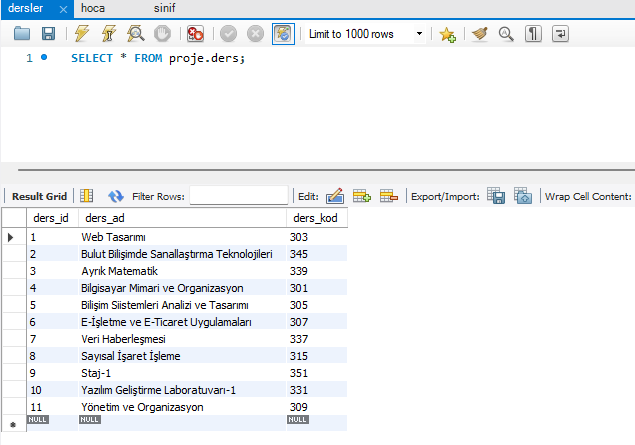 dersler hoca sinif
Limit to 1000 rows
1 SELECT * FROM proje.ders;
Result Grid Filter Rows: Edit: Export/Import: Wrap Cell Content:
ders_id ders_ad ders_kod
1 Web Tasarımı 303
2 Bulut Bilişimde Sanallaştırma Teknolojileri 345
3 Ayrık Matematik 339
4 Bilgisayar Mimari ve Organizasyon 301
5 Bilişim Siistemleri Analizi ve Tasarımı 305
6 E-İşletme ve E-Ticaret Uygulamaları 307
7 Veri Haberleşmesi 337
8 Sayısal İşaret İşleme 315
9 Staj-1 351
10 Yazılım Geliştirme Laboratuvarı-1 331
11 Yönetim ve Organizasyon 309
NULL NULL NULL